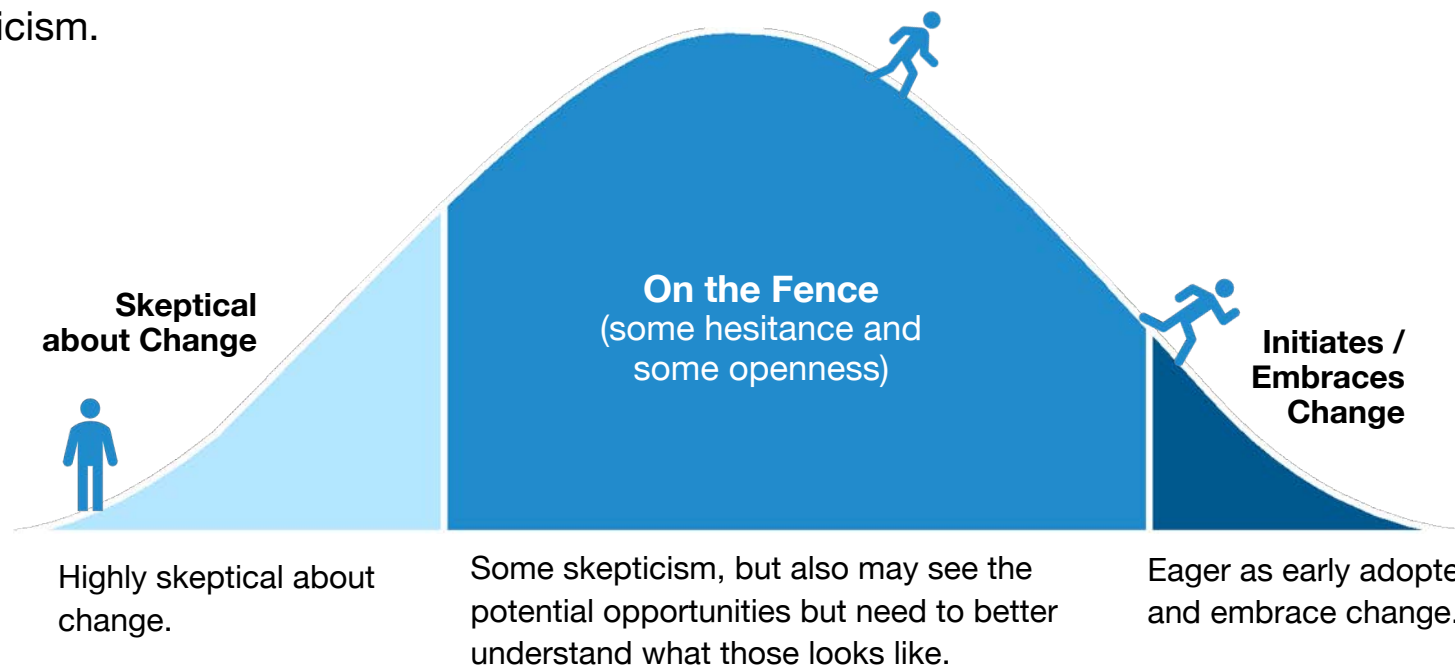 icism.
Skeptical
about Change
On the Fence
(some hesitance and
some openness)
Initiates /
Embraces
Change
Highly skeptical about
change.
Some skepticism, but also may see the
potential opportunities but need to better
understand what those looks like.
Eager as early adopte
and embrace change.